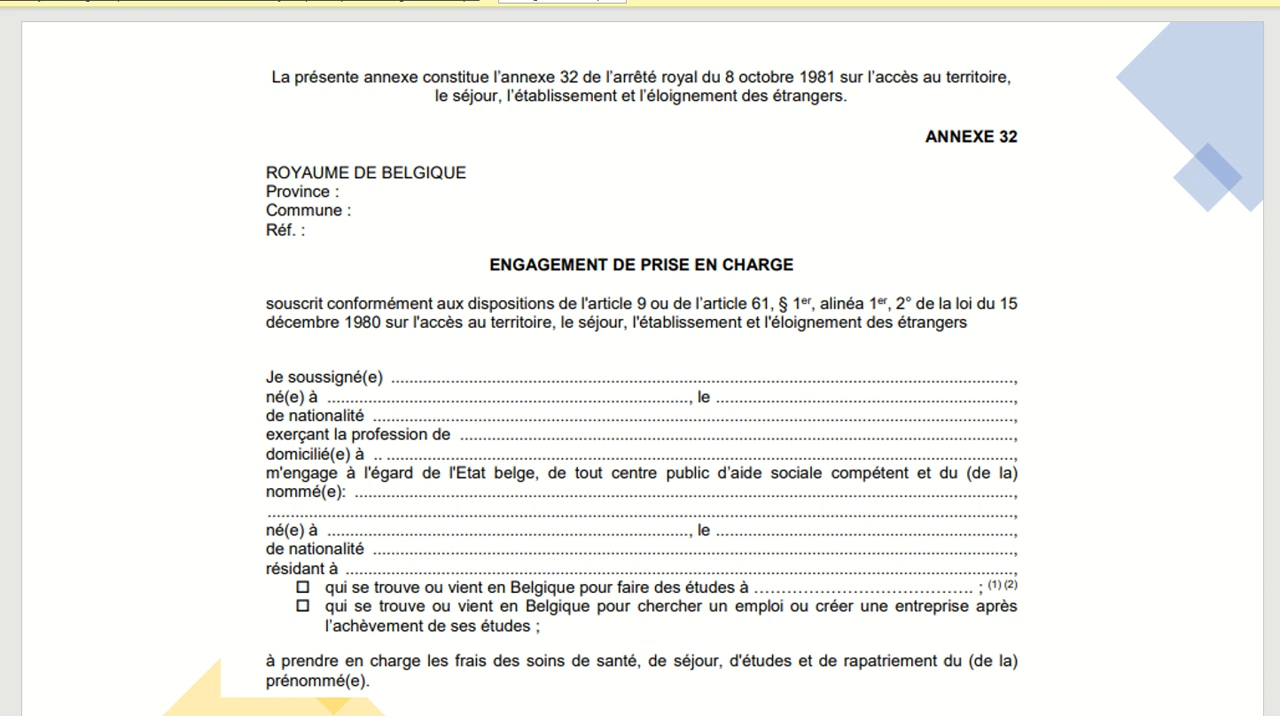 La présente annexe constitue l’annexe 32 de l’arrêté royal du 8 octobre 1981 sur l’accès au territoire,
le séjour, l’établissement et l’éloignement des étrangers.
ANNEXE 32
ROYAUME DE BELGIQUE
Province :
Commune :
Réf. :
ENGAGEMENT DE PRISE EN CHARGE
souscrit conformément aux dispositions de l'article 9 ou de l’article 61, § 1er, alinéa 1er, 2° de la loi du 15
décembre 1980 sur l'accès au territoire, le séjour, l'établissement et l'éloignement des étrangers
Je soussigné(e) ...............................................................,
né(e) à ..............................., le ...............................,
de nationalité ...............................................................,
exerçant la profession de ...............................................................,
domicilié(e) à .. ...............................................................,
m'engage à l'égard de l'Etat belge, de tout centre public d’aide sociale compétent et du (de la)
nommé(e): ...............................................................,
...............................................................,
né(e) à ..............................., le ...............................,
de nationalité ...............................................................,
résidant à ...............................................................,
☐ qui se trouve ou vient en Belgique pour faire des études à ………………………………… ; (1) (2)
☐ qui se trouve ou vient en Belgique pour chercher un emploi ou créer une entreprise après
l’achèvement de ses études ;
à prendre en charge les frais des soins de santé, de séjour, d'études et de rapatriement du (de la)
prénommé(e).